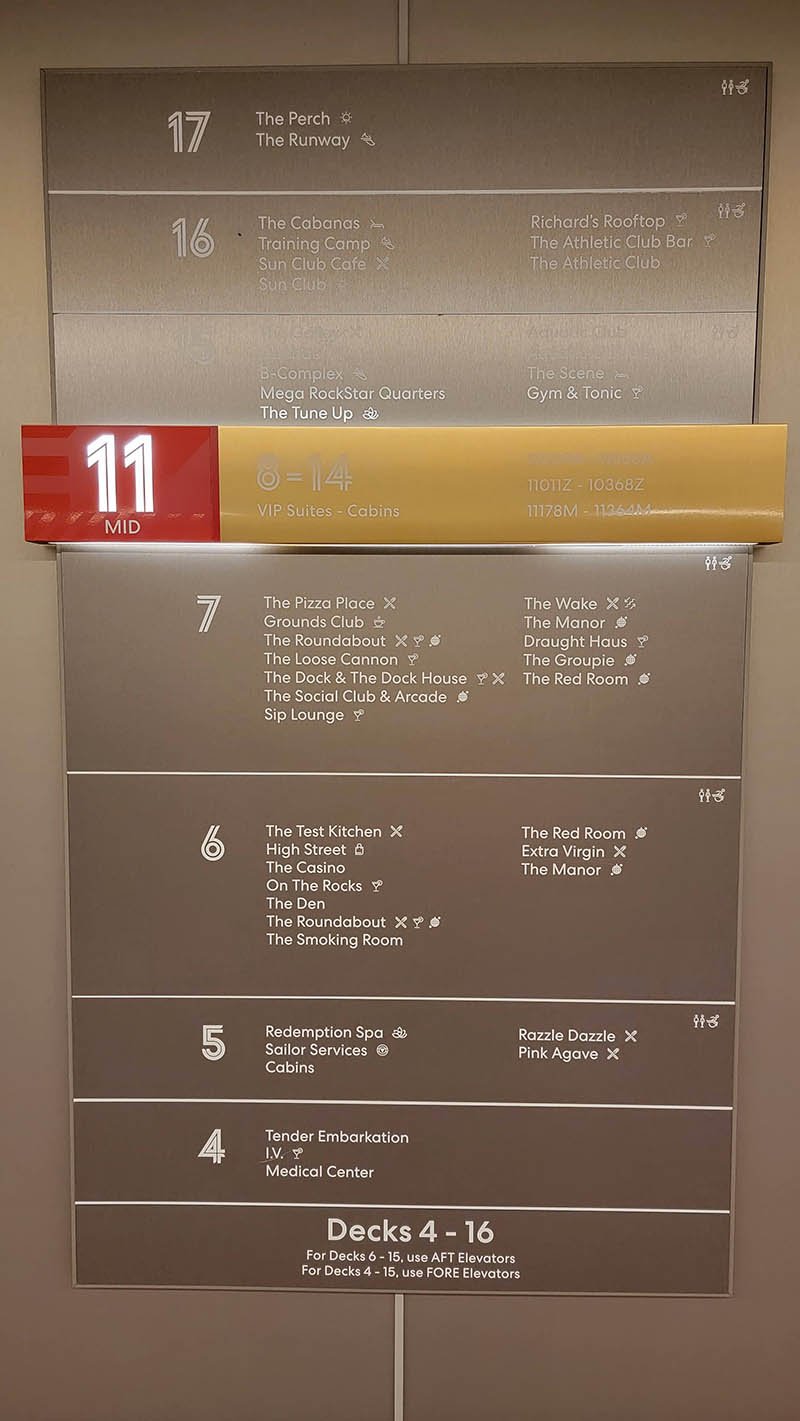 17
The Perch
The Runway
16
The Cabanas
Training Camp
Sun Club Cafe
Sun Club
Richard's Rooftop
The Athletic Club Bar
The Athletic Club
15
B-Complex
Mega RockStar Quarters
The Tune Up
Aquatic Club
The Scene
Gym & Tonic
11
MID
8-14
VIP Suites - Cabins
11011Z - 10368Z
11178M - 11364M
7
The Pizza Place
Grounds Club
The Roundabout
The Loose Cannon
The Dock & The Dock House
The Social Club & Arcade
Sip Lounge
The Wake
The Manor
Draught Haus
The Groupie
The Red Room
6
The Test Kitchen
High Street
The Casino
On The Rocks
The Den
The Roundabout
The Smoking Room
The Red Room
Extra Virgin
The Manor
5
Redemption Spa
Sailor Services
Cabins
Razzle Dazzle
Pink Agave
4
Tender Embarkation
I.V.
Medical Center
Decks 4 - 16
For Decks 6 - 15, use AFT Elevators
For Decks 4 - 15, use FORE Elevators